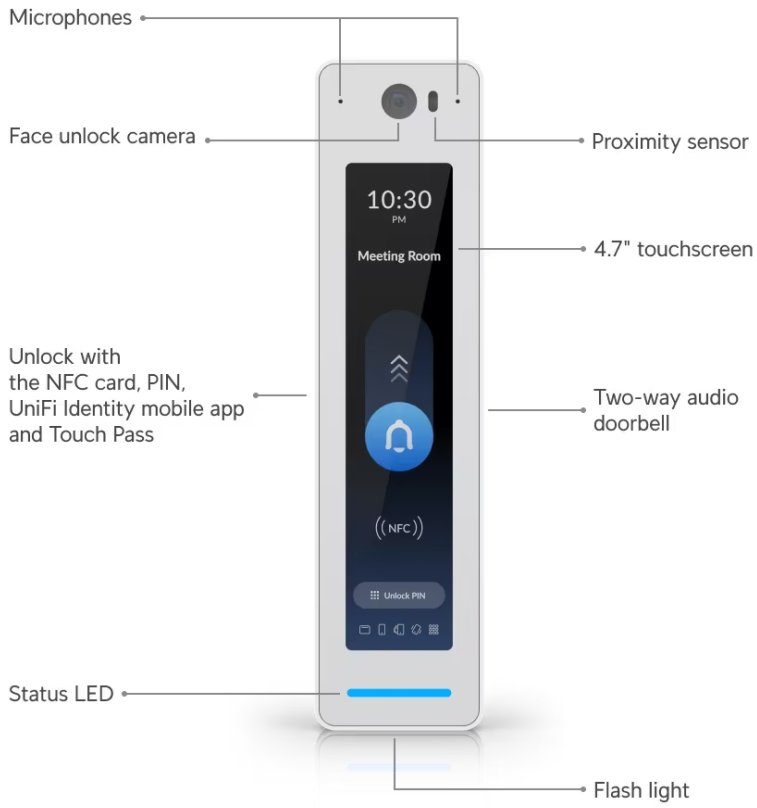 Microphones
Face unlock camera
Proximity sensor
10:30
PM
4.7" touchscreen
Meeting Room
Unlock with
the NFC card, PIN,
UniFi Identity mobile app
and Touch Pass
Two-way audio
doorbell
NFC
Unlock PIN
Status LED
Flash light